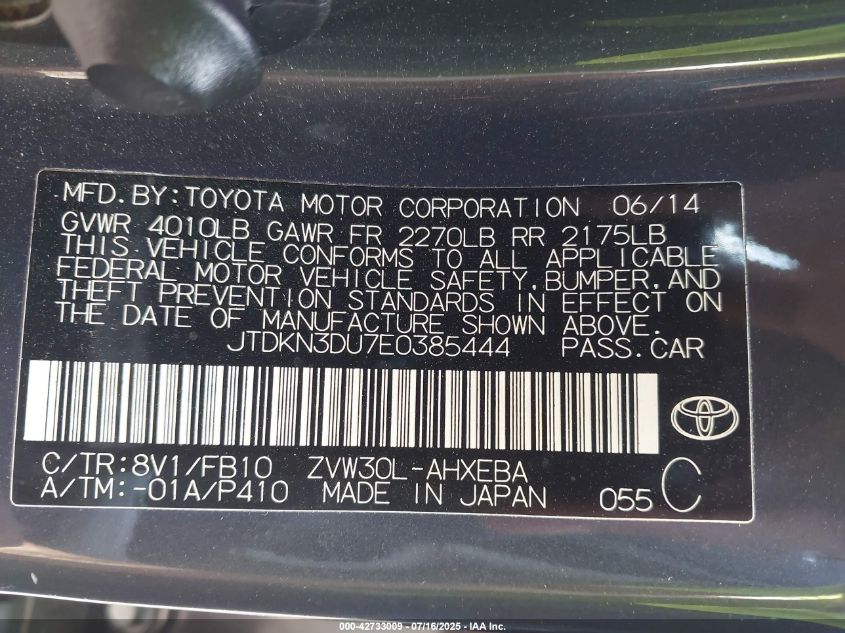 MFD. BY: TOYOTA MOTOR CORPORATION 06/14
GVWR 4010LB GAWR FR 2270LB RR 2175LB
THIS VEHICLE CONFORMS TO ALL APPLICABLE
FEDERAL MOTOR VEHICLE SAFETY, BUMPER, AND
THEFT PREVENTION STANDARDS IN EFFECT ON
THE DATE OF MANUFACTURE SHOWN ABOVE.
JTDKN3DU7E0385444 PASS. CAR
C/TR: 8V1/FB10 ZVW30L-AHXEBA
A/TM: -01A/P410 MADE IN JAPAN 055 C
000-42733009 - 07/16/2025 - IAA Inc.